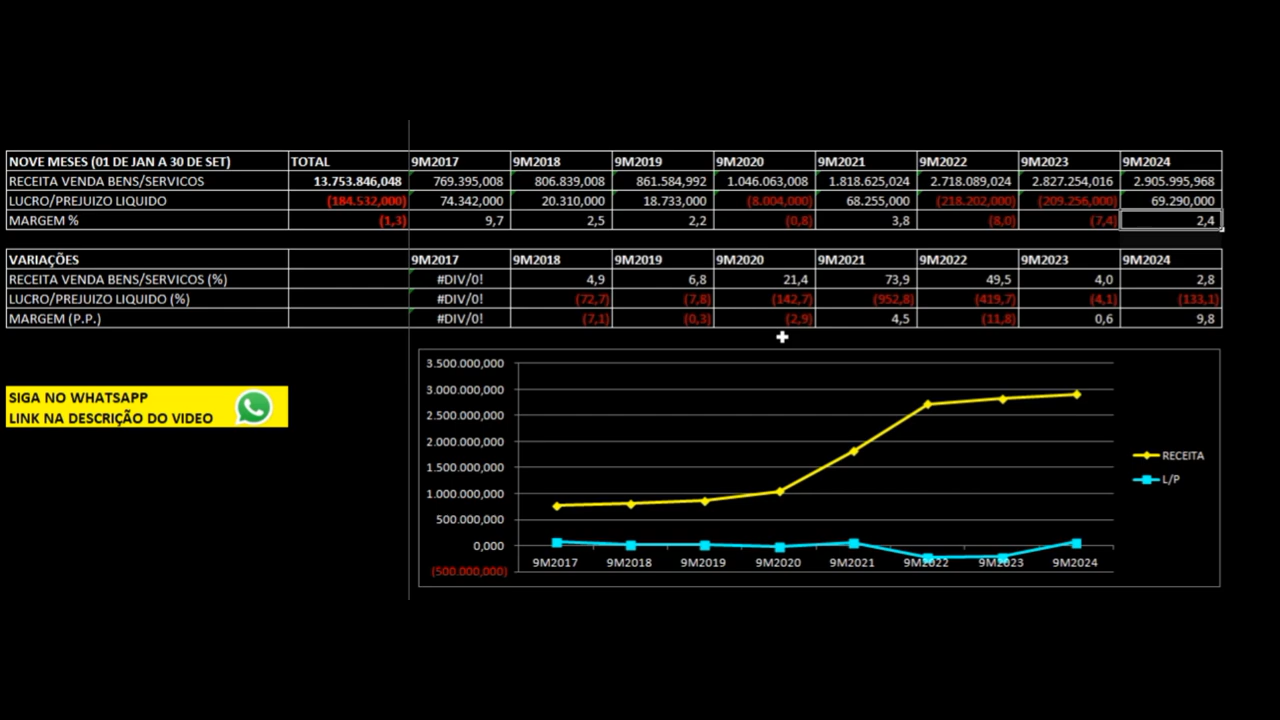 NOVE MESES (01 DE JAN A 30 DE SET) TOTAL 9M2017 9M2018 9M2019 9M2020 9M2021 9M2022 9M2023 9M2024
RECEITA VENDA BENS/SERVICOS 13.753.846,048 769.395,008 806.839,008 861.584,992 1.046.063,008 1.818.625,024 2.718.089,024 2.827.254,016 2.905.995,968
LUCRO/PREJUIZO LIQUIDO (184.532,000) 74.342,000 20.310,000 18.733,000 (8.004,000) 68.255,000 (218.202,000) (209.256,000) 69.290,000
MARGEM % (1,3) 9,7 2,5 2,2 (0,8) 3,8 (8,0) (7,4) 2,4
VARIAÇÕES 9M2017 9M2018 9M2019 9M2020 9M2021 9M2022 9M2023 9M2024
RECEITA VENDA BENS/SERVICOS (%) #DIV/0! 4,9 6,8 21,4 73,9 49,5 4,0 2,8
LUCRO/PREJUIZO LIQUIDO (%) #DIV/0! (72,7) (7,8) (142,7) (952,8) (419,7) (4,1) (133,1)
MARGEM (P.P.) #DIV/0! (7,1) (0,3) (2,9) 4,5 (11,8) 0,6 9,8
SIGA NO WHATSAPP
LINK NA DESCRIÇÃO DO VIDEO
3.500.000,000
3.000.000,000
2.500.000,000
2.000.000,000
1.500.000,000
1.000.000,000
500.000,000
0,000
(500.000,000)
9M2017 9M2018 9M2019 9M2020 9M2021 9M2022 9M2023 9M2024
RECEITA
L/P